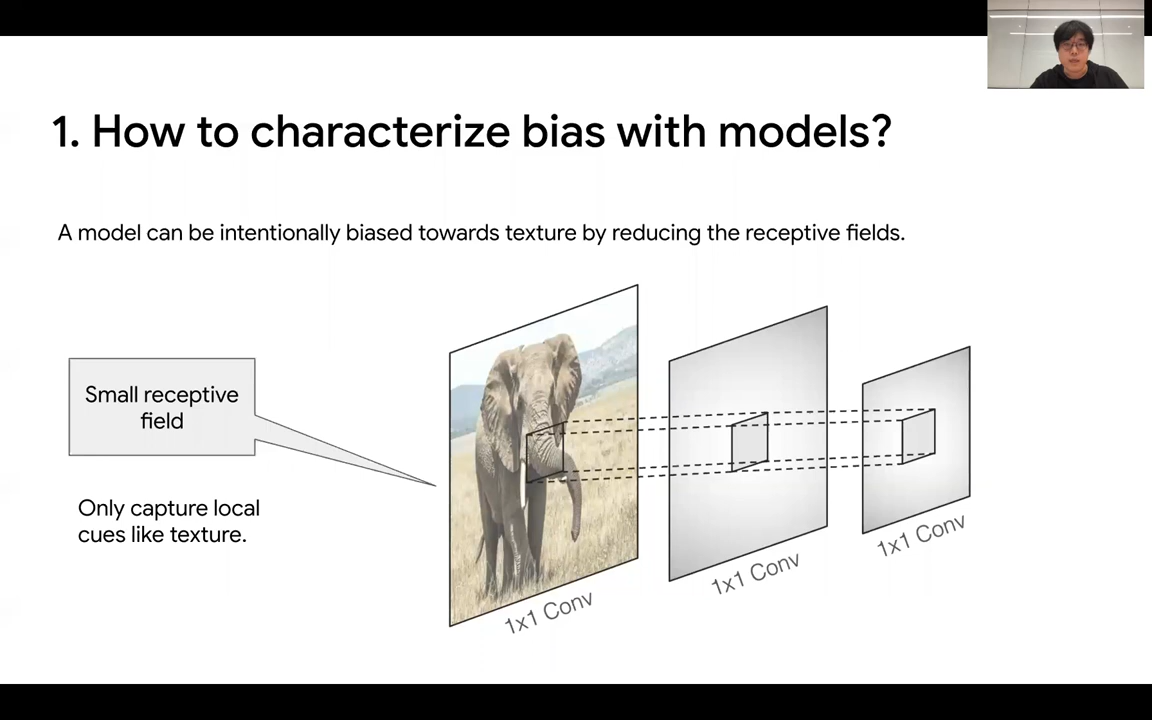 1. How to characterize bias with models?
A model can be intentionally biased towards texture by reducing the receptive fields.
Small receptive
field
Only capture local
cues like texture.
1x1 Conv
1x1 Conv
1x1 Conv